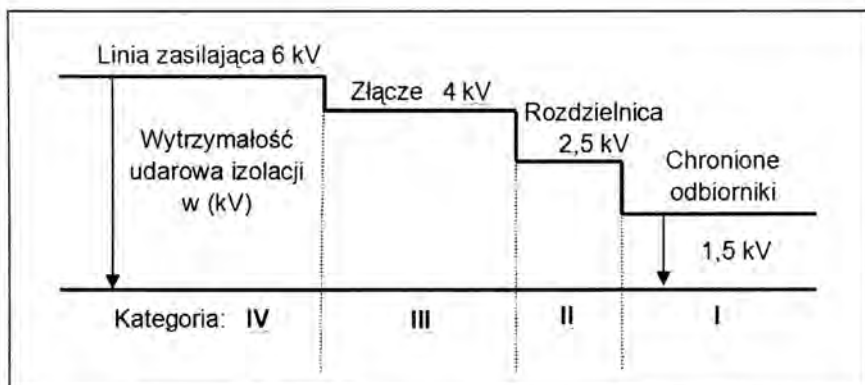 Linia zasilająca 6 kV
Złącze 4 kV
Rozdzielnica
2,5 kV
Chronione
odbiorniki
Wytrzymałość
udarowa izolacji
w (kV)
1,5 kV
Kategoria: IV III II I